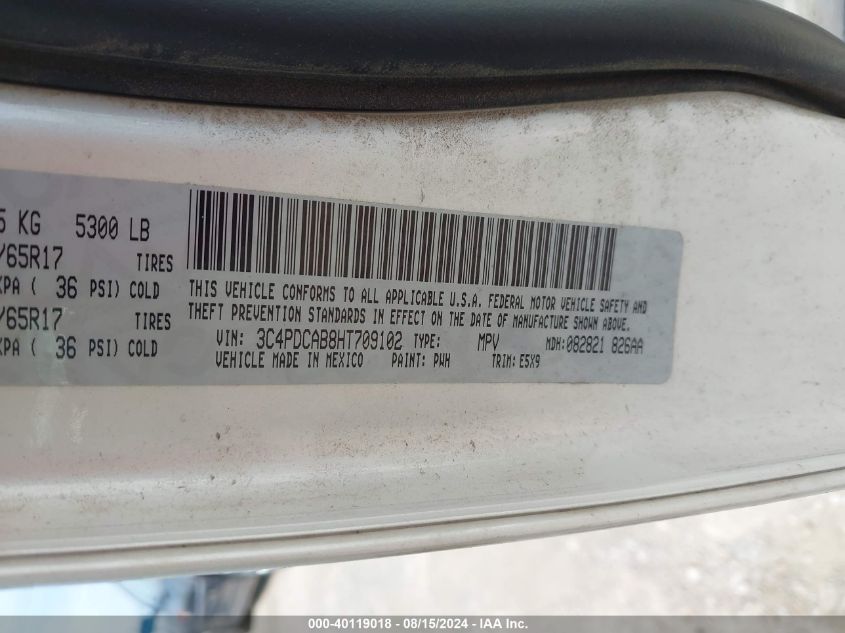 5 KG 5300 LB
/65R17 TIRES
KPA ( 36 PSI) COLD
/65R17 TIRES
KPA ( 36 PSI) COLD
THIS VEHICLE CONFORMS TO ALL APPLICABLE U.S.A. FEDERAL MOTOR VEHICLE SAFETY AND
THEFT PREVENTION STANDARDS IN EFFECT ON THE DATE OF MANUFACTURE SHOWN ABOVE.
VIN: 3C4PDCAB8HT709102 TYPE: MPV MDH:082821 826AA
VEHICLE MADE IN MEXICO PAINT: PWH TRIM: E5X9
000-40119018 - 08/15/2024 - IAA Inc.